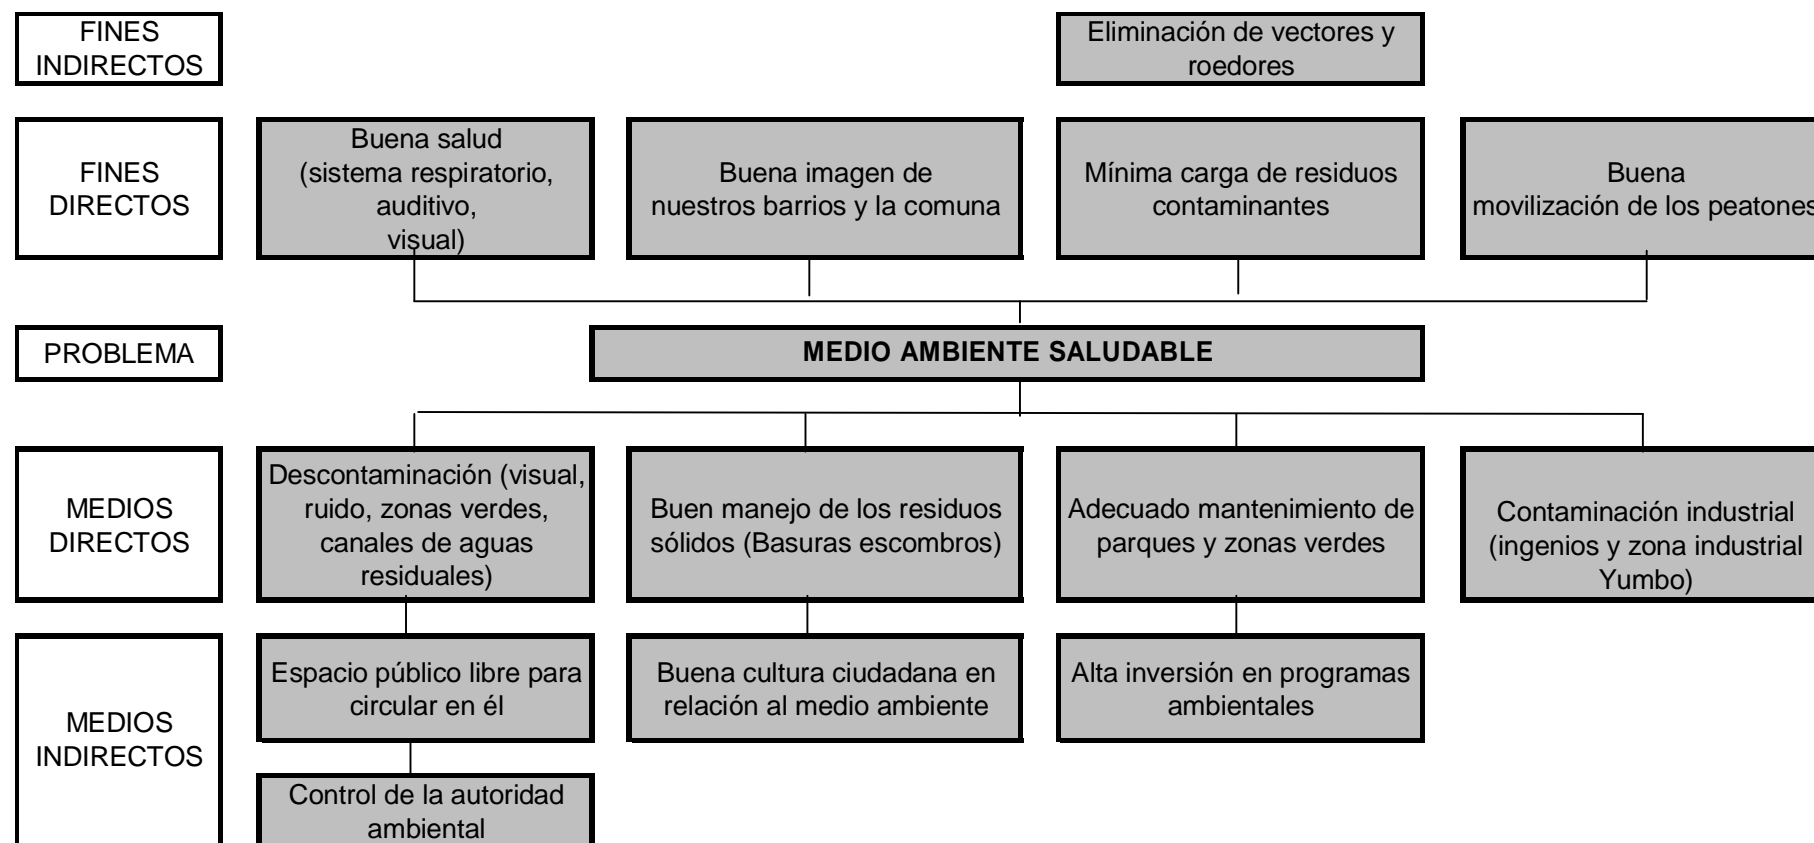 FINES
INDIRECTOS
Eliminación de vectores y
roedores
FINES
DIRECTOS
Buena salud
(sistema respiratorio,
auditivo,
visual)
Buena imagen de
nuestros barrios y la comuna
Mínima carga de residuos
contaminantes
Buena
movilización de los peatones
PROBLEMA
MEDIO AMBIENTE SALUDABLE
MEDIOS
DIRECTOS
Descontaminación (visual,
ruido, zonas verdes,
canales de aguas
residuales)
Buen manejo de los residuos
sólidos (Basuras escombros)
Adecuado mantenimiento de
parques y zonas verdes
Contaminación industrial
(ingenios y zona industrial
Yumbo)
MEDIOS
INDIRECTOS
Espacio público libre para
circular en él
Buena cultura ciudadana en
relación al medio ambiente
Alta inversión en programas
ambientales
Control de la autoridad
ambiental